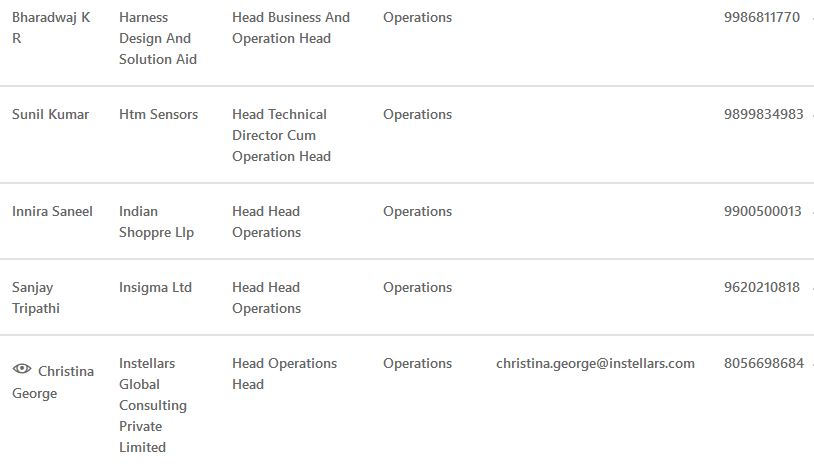 Bharadwaj K Harness Head Business And Operations 9986811770
R Design And Operation Head
Solution Aid
Sunil Kumar Htm Sensors Head Technical Operations 9899834983
Director Cum
Operation Head
Innira Saneel Indian Head Head Operations 9900500013
Shoppre Llp Operations
Sanjay Insigma Ltd Head Head Operations 9620210818
Tripathi Operations
Christina Instellars Head Operations Operations christina.george@instellars.com 8056698684
George Global Head
Consulting
Private
Limited